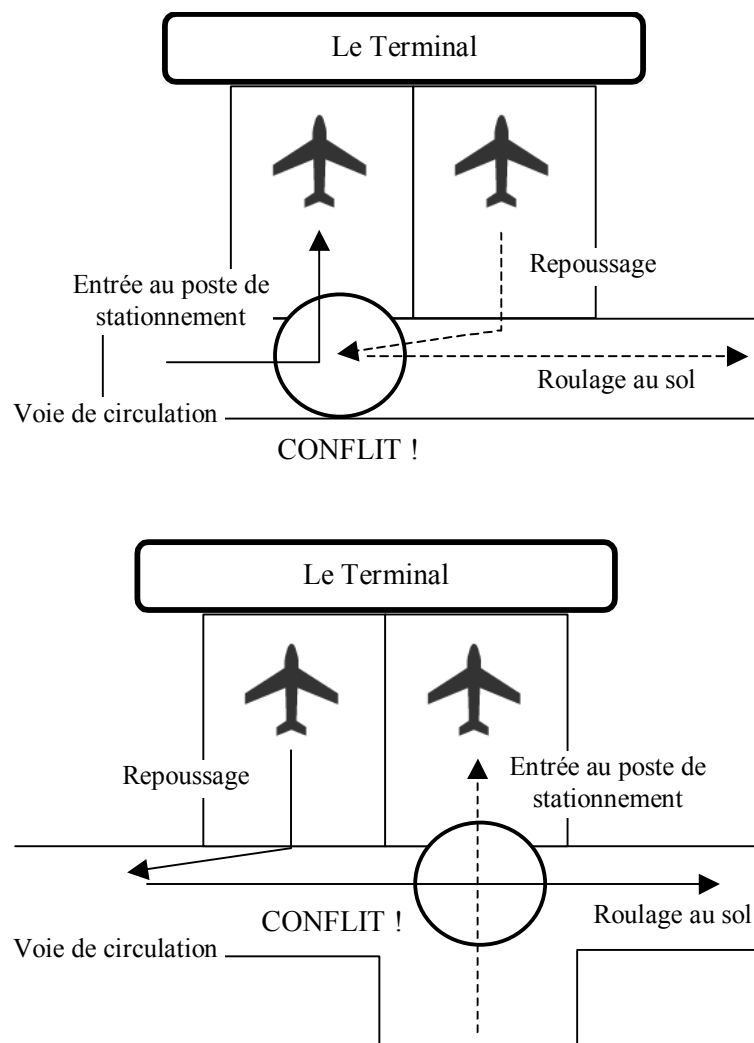 Le Terminal
Repoussage
Entrée au poste de
stationnement
Roulage au sol
Voie de circulation
CONFLIT !
Le Terminal
Repoussage
Entrée au poste de
stationnement
CONFLIT !
Roulage au sol
Voie de circulation